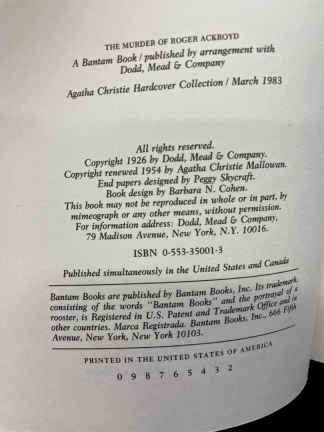 THE MURDER OF ROGER ACKROYD
A Bantam Book / published by arrangement with
Dodd, Mead & Company
Agatha Christie Hardcover Collection / March 1983
All rights reserved.
Copyright 1926 by Dodd, Mead & Company.
Copyright renewed 1954 by Agatha Christie Mallowan.
End papers designed by Peggy Skycraft.
Book design by Barbara N. Cohen.
This book may not be reproduced in whole or in part, by
mimeograph or any other means, without permission.
For information address: Dodd, Mead & Company,
79 Madison Avenue, New York, N.Y. 10016.
ISBN 0-553-35001-3
Published simultaneously in the United States and Canada
Bantam Books are published by Bantam Books, Inc. Its trademark,
consisting of the words "Bantam Books" and the portrayal of a
rooster, is Registered in U.S. Patent and Trademark Office and in
other countries. Marca Registrada. Bantam Books, Inc., 666 Fifth
Avenue, New York, New York 10103.
PRINTED IN THE UNITED STATES OF AMERICA
0 9 8 7 6 5 4 3 2